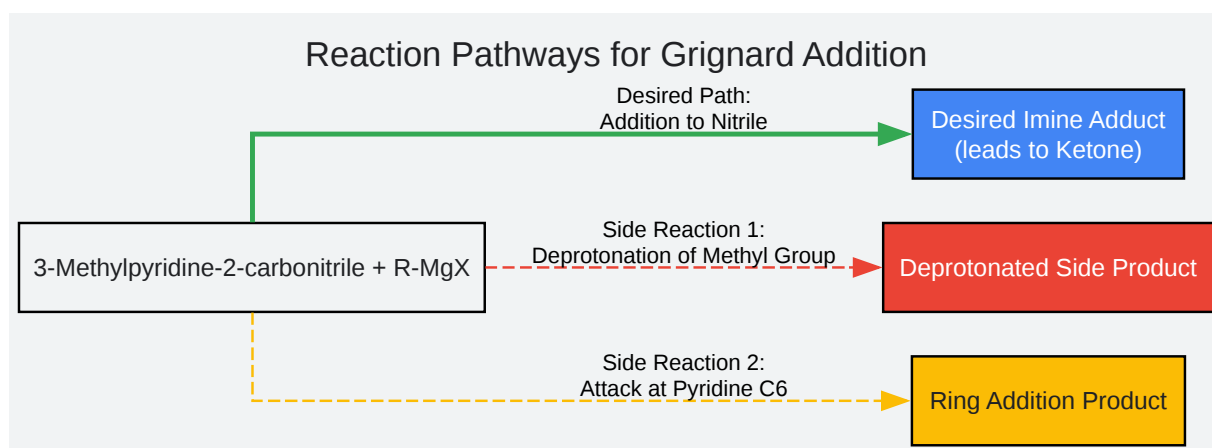 Reaction Pathways for Grignard Addition
Desired Path:
Addition to Nitrile
Desired Imine Adduct
(leads to Ketone)
3-Methylpyridine-2-carbonitrile + R-MgX
Side Reaction 1:
Deprotonation of Methyl Group
Deprotonated Side Product
Side Reaction 2:
Attack at Pyridine C6
Ring Addition Product